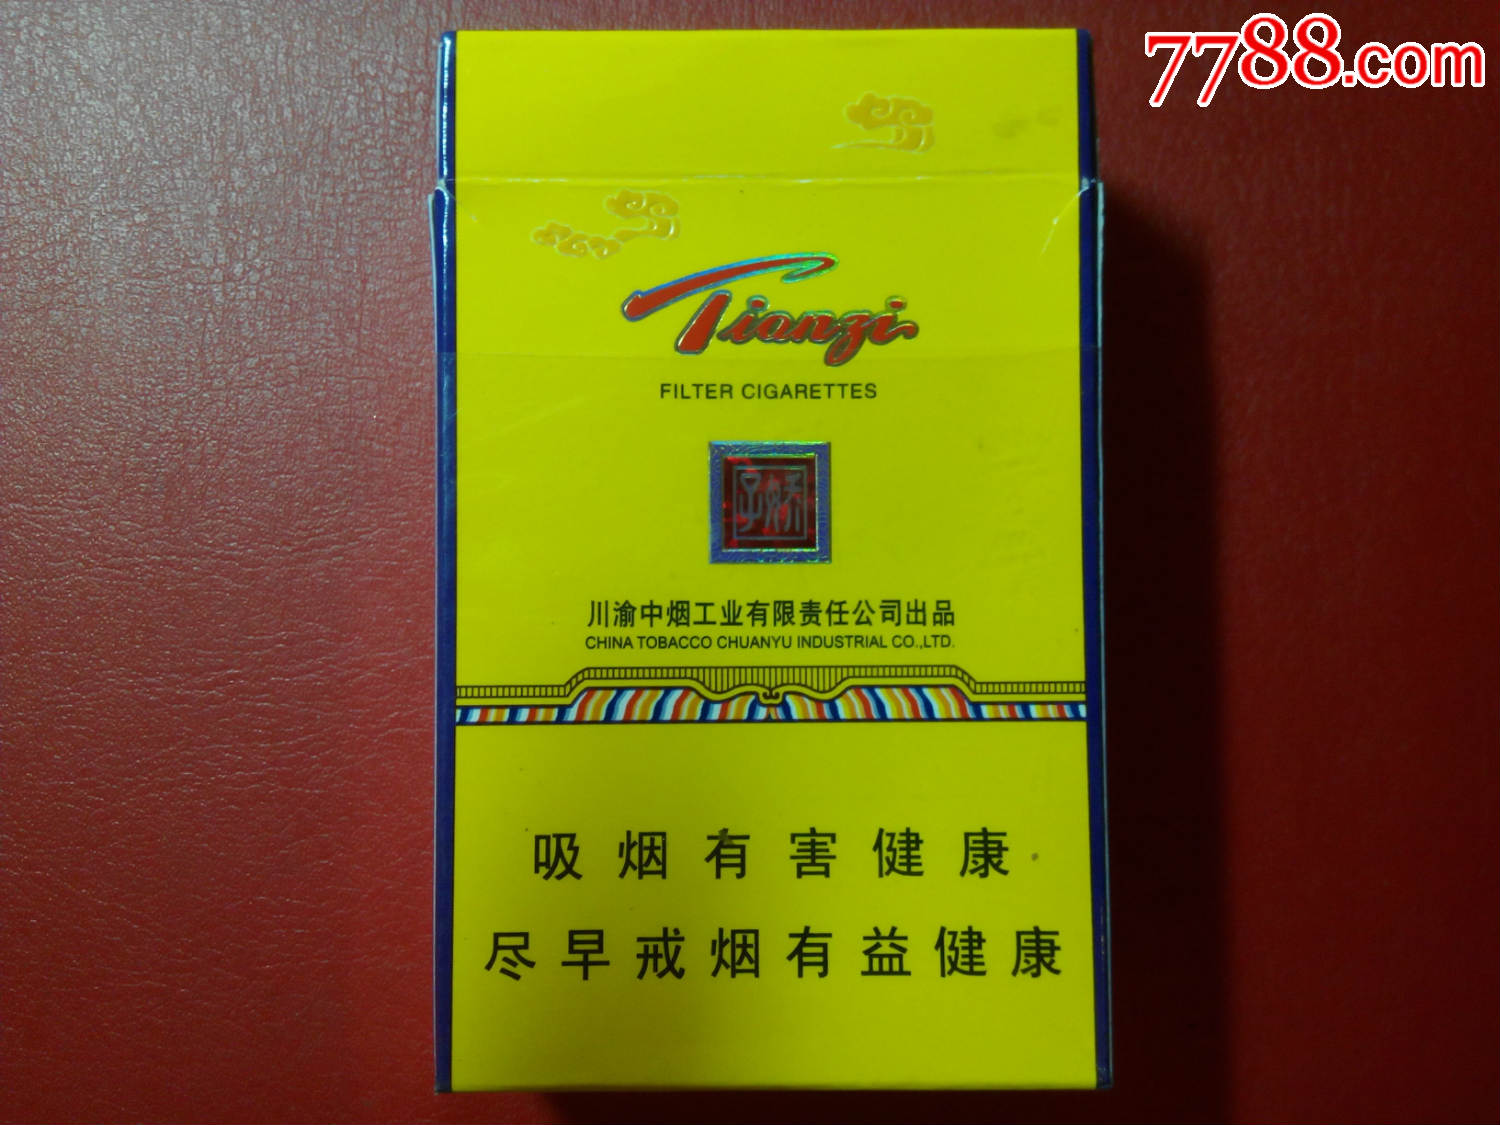 7788.com
Tianzi
FILTER CIGARETTES
川渝中烟工业有限责任公司出品
CHINA TOBACCO CHUANYU INDUSTRIAL CO.,LTD.
吸烟有害健康
尽早戒烟有益健康